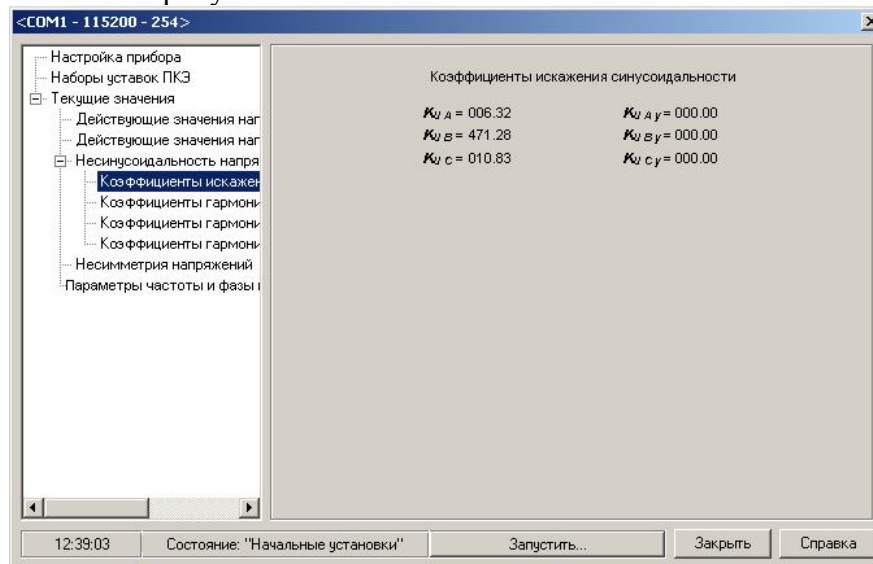 <COM1 - 115200 - 254>
Настройка прибора
Наборы уставок ПКЭ
Текущие значения
Действующие значения наг
Действующие значения наг
Несинусоидальность напря
Коэффициенты искажен
Коэффициенты гармони
Коэффициенты гармони
Коэффициенты гармони
Несимметрия напряжений
Параметры частоты и фазы
Коэффициенты искажения синусоидальности
KU A = 006.32 KU A y = 000.00
KU B = 471.28 KU B y = 000.00
KU C = 010.83 KU C y = 000.00
12:39:03 Состояние: "Начальные установки" Запустить... Закрыть Справка